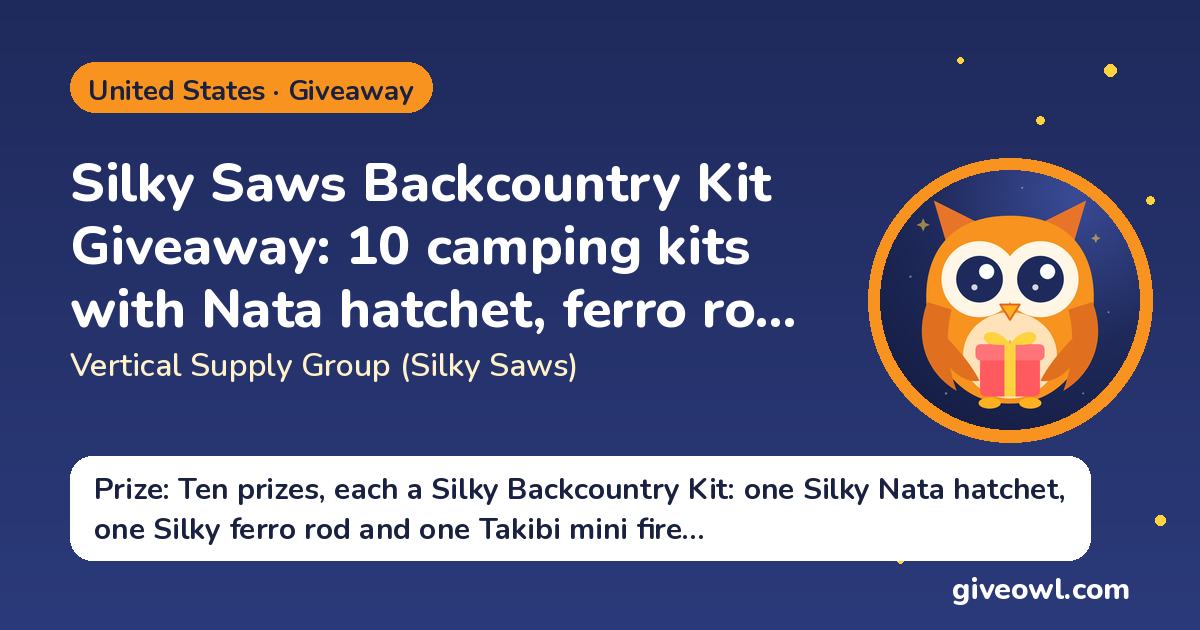 United States · Giveaway
Silky Saws Backcountry Kit
Giveaway: 10 camping kits
with Nata hatchet, ferro ro...
Vertical Supply Group (Silky Saws)
Prize: Ten prizes, each a Silky Backcountry Kit: one Silky Nata hatchet,
one Silky ferro rod and one Takibi mini fire...
giveowl.com